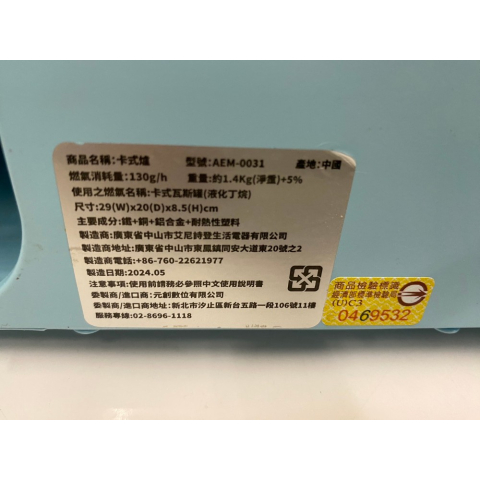 商品名稱:卡式爐 型號:AEM-0031 產地:中國
燃氣消耗量:130g/h 重量:約1.4Kg(淨重)±5%
使用之燃氣名稱:卡式瓦斯罐(液化丁烷)
尺寸:29(W)x20(D)x8.5(H)cm
主要成分:鐵+銅+鋁合金+耐熱性塑料
製造商:廣東省中山市艾尼詩登生活電器有限公司
製造商地址:廣東省中山市東鳳鎮同安大道東20號之2
製造商電話:+86-760-22621977
製造日期:2024.05
注意事項:使用前請務必參照中文使用說明書
委製商/進口商:元創數位有限公司
委製商/進口商地址:新北市汐止區新台五路一段106號11樓
服務專線:02-8696-1118
商品檢驗標識
經濟部標準檢驗局
0469532